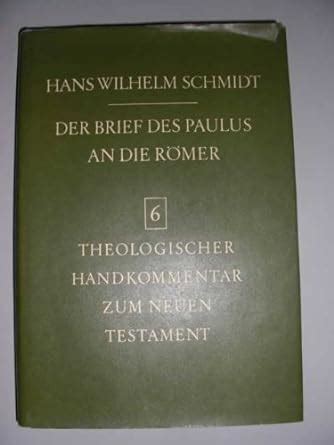 HANS WILHELM SCHMIDT
DER BRIEF DES PAULUS
AN DIE RÖMER
6
THEOLOGISCHER
HANDKOMMENTAR
ZUM NEUEN
TESTAMENT